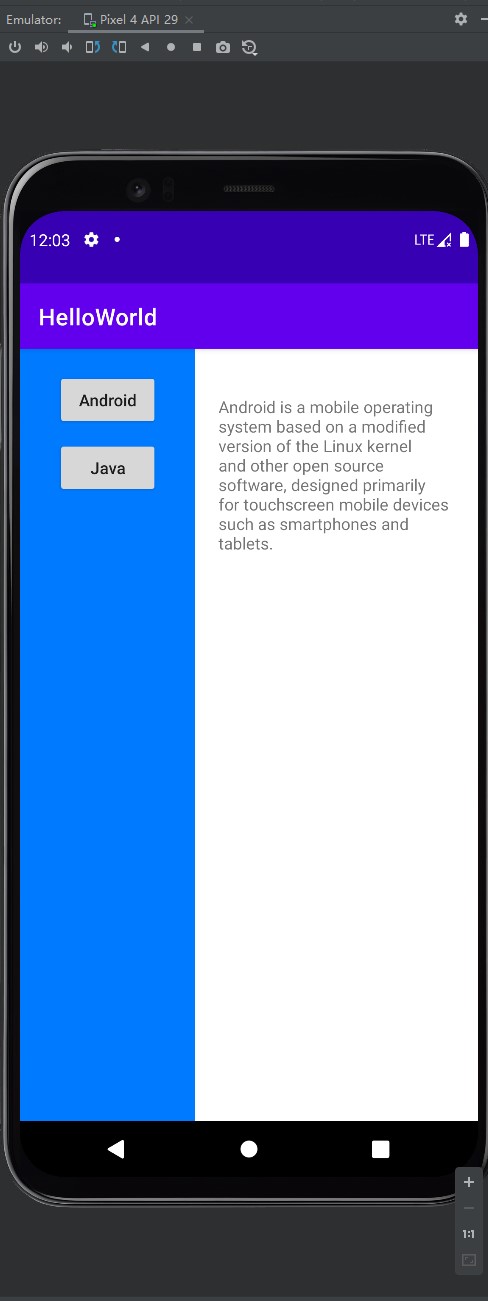 Emulator: Pixel 4 API 29
12:03 LTE
HelloWorld
Android
Java
Android is a mobile operating
system based on a modified
version of the Linux kernel
and other open source
software, designed primarily
for touchscreen mobile devices
such as smartphones and
tablets.
1:1